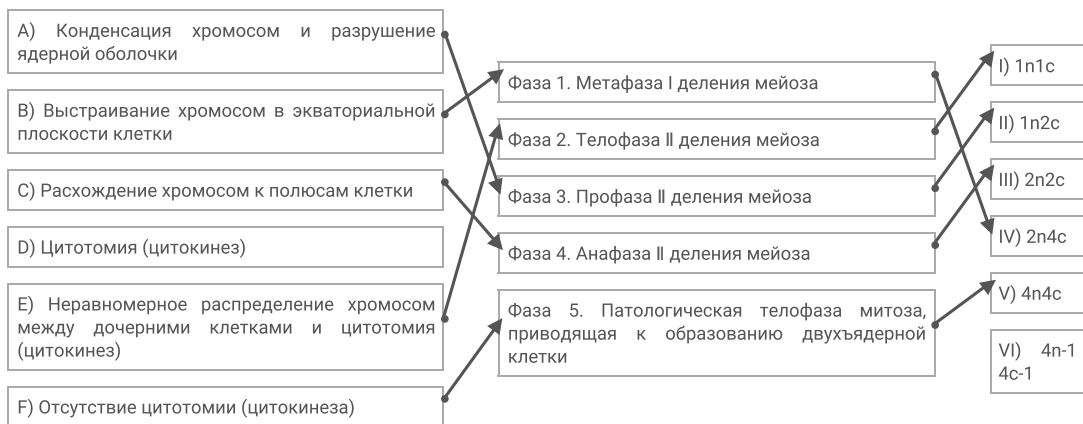 А) Конденсация хромосом и разрушение
ядерной оболочки
В) Выстраивание хромосом в экваториальной
плоскости клетки
С) Расхождение хромосом к полюсам клетки
D) Цитотомия (цитокинез)
Е) Неравномерное распределение хромосом
между дочерними клетками и цитотомия
(цитокинез)
F) Отсутствие цитотомии (цитокинеза)
Фаза 1. Метафаза I деления мейоза
Фаза 2. Телофаза II деления мейоза
Фаза 3. Профаза II деления мейоза
Фаза 4. Анафаза II деления мейоза
Фаза 5. Патологическая телофаза митоза,
приводящая к образованию двухъядерной
клетки
I) 1n1c
II) 1n2c
III) 2n2c
IV) 2n4c
V) 4n4c
VI) 4n-1
4c-1